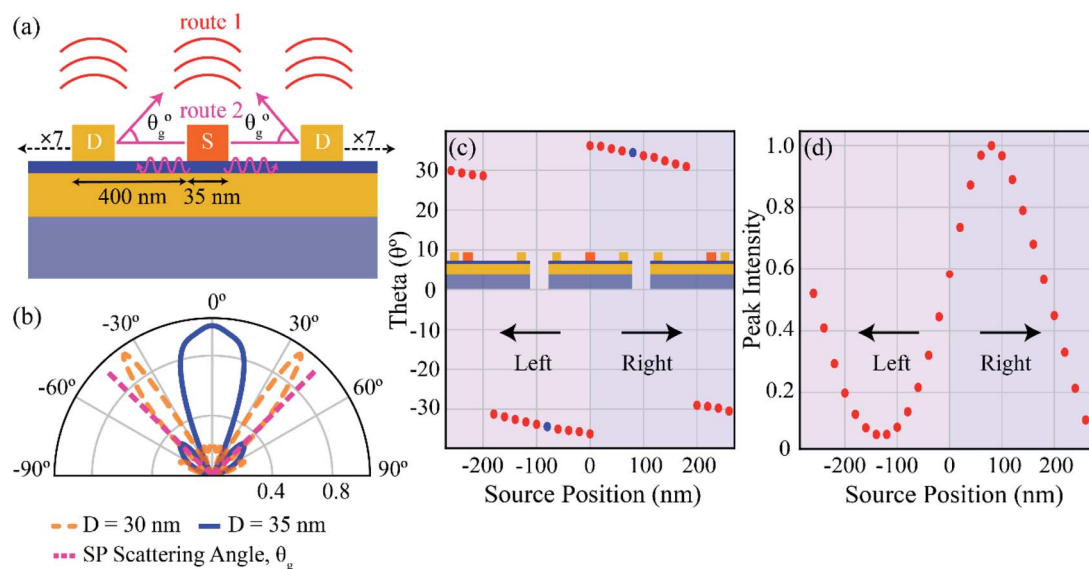 (a)
route 1
route 2
θg° θg°
×7 D S D ×7
400 nm 35 nm
(b)
0°
-30° 30°
-60° 60°
-90° 90°
0.4 0.8
D = 30 nm D = 35 nm
SP Scattering Angle, θg
(c)
Theta (θ°)
30
20
10
0
-10
-20
-30
Left Right
-200 -100 0 100 200
Source Position (nm)
(d)
Peak Intensity
1.0
0.8
0.6
0.4
0.2
0
Left Right
-200 -100 0 100 200
Source Position (nm)